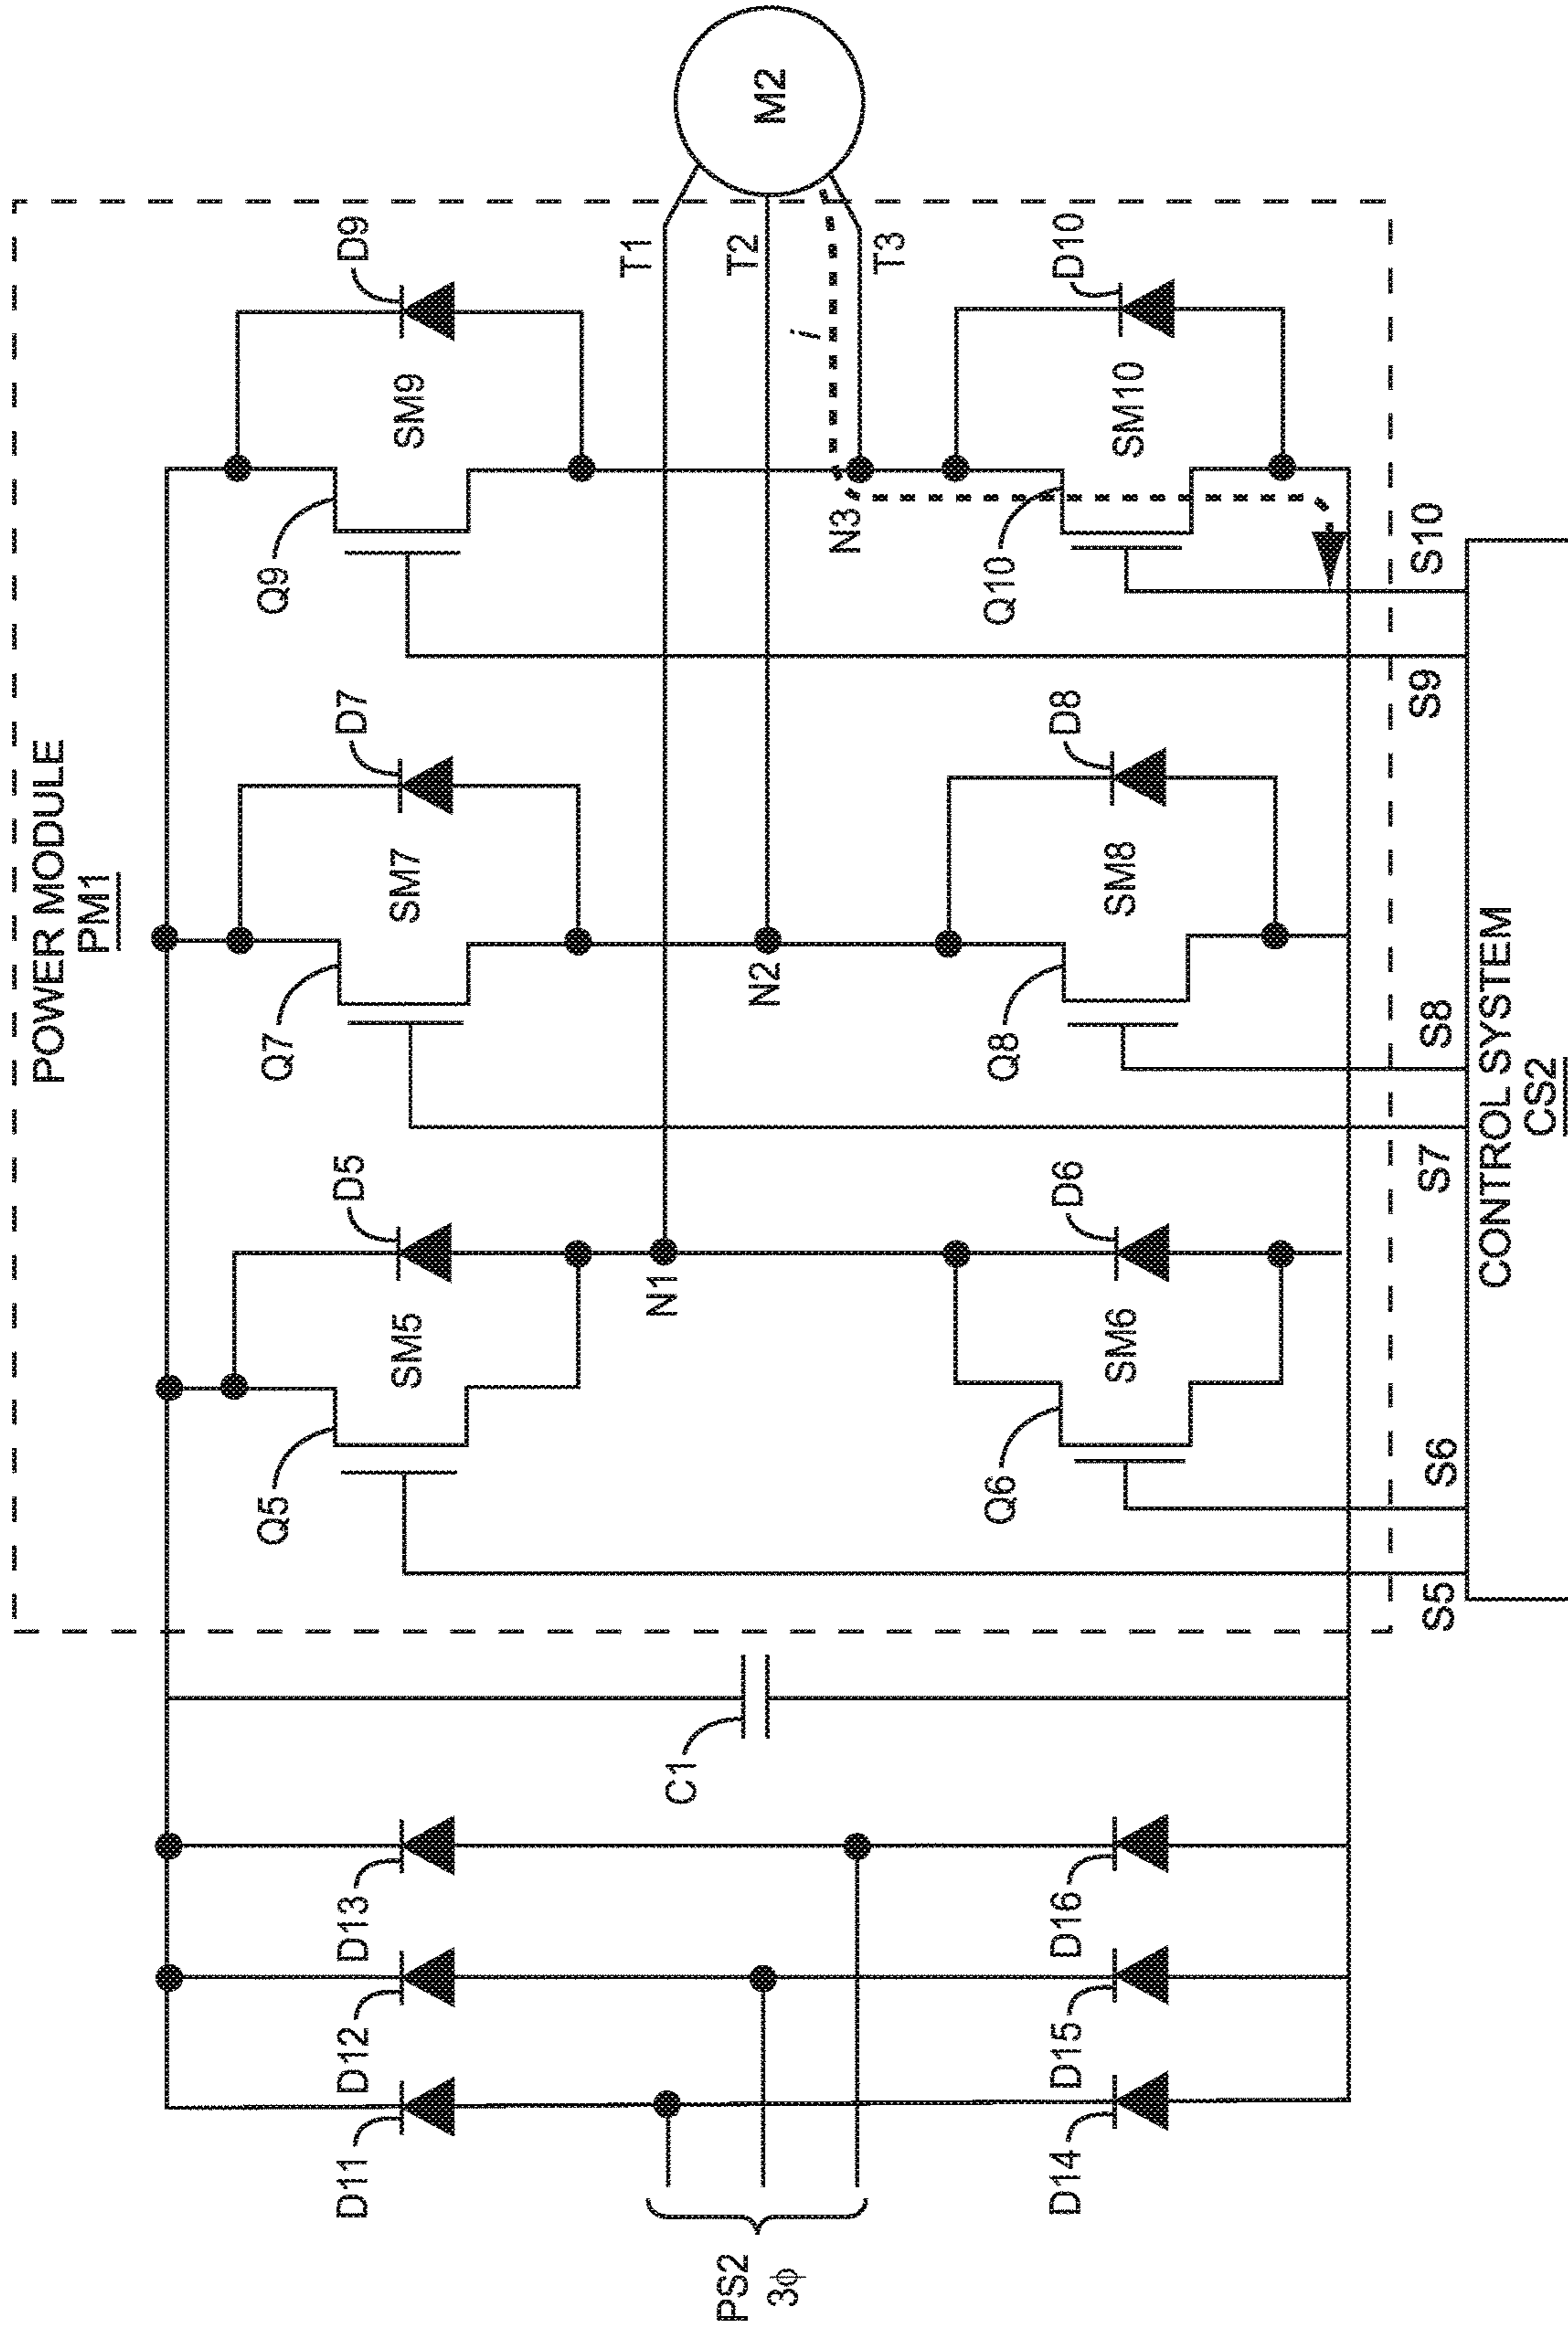 POWER MODULE
PM1
D9
D7
D5
Q9
SM9
Q7
SM7
Q5
SM5
D13
D12
D11
T1
T2
T3
M2
i
N1
N2
N3
C1
PS2
3ϕ
D10
D8
D6
Q10
SM10
Q8
SM8
Q6
SM6
D16
D15
D14
S5
S6
S7
S8
S9
S10
CONTROL SYSTEM
CS2